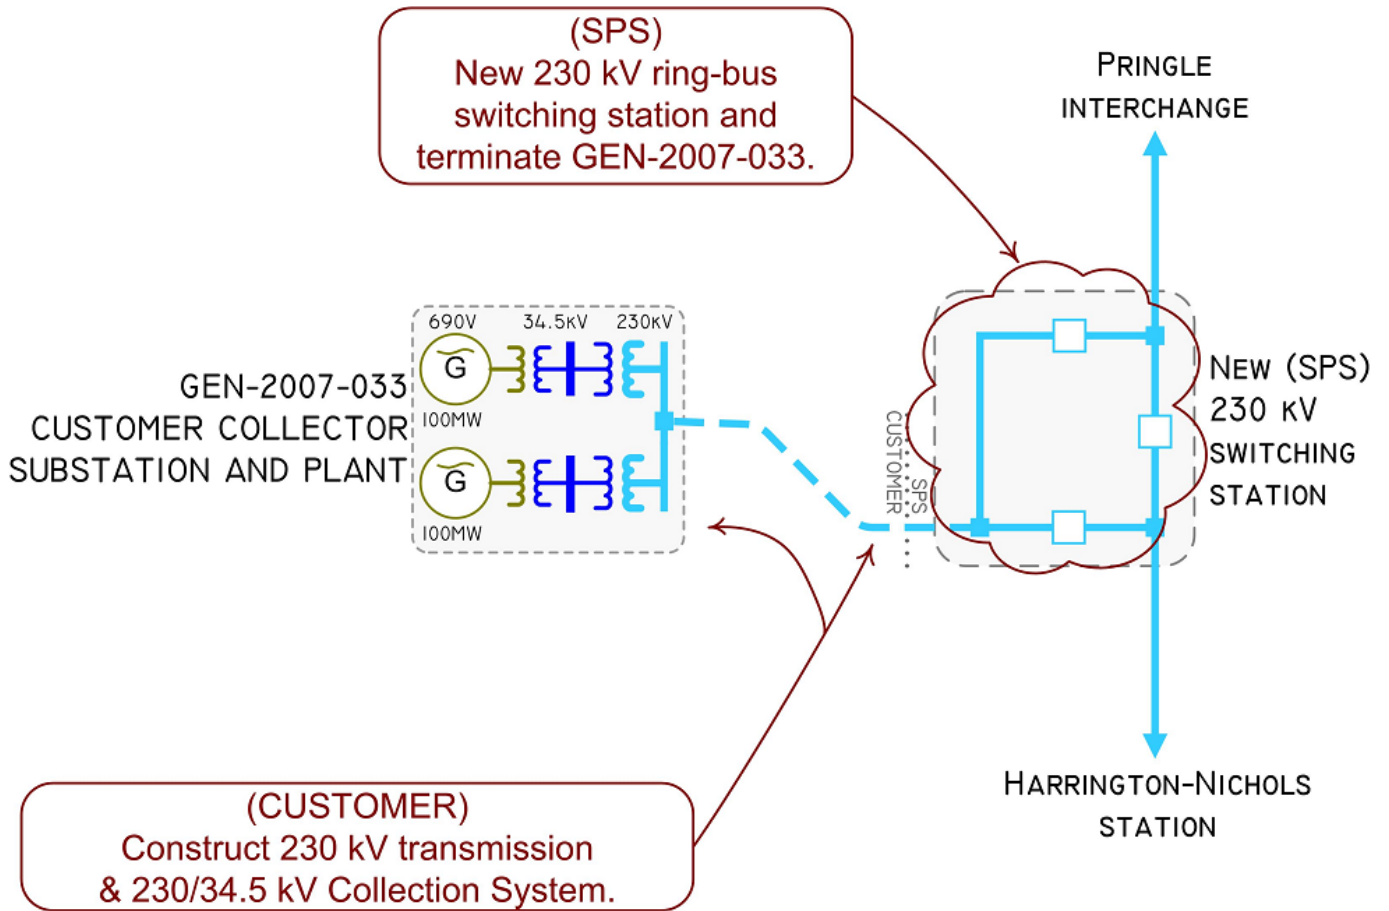 (SPS)
New 230 kV ring-bus
switching station and
terminate GEN-2007-033.
PRINGLE
INTERCHANGE
690V 34.5KV 230KV
G
100MW
G
100MW
GEN-2007-033
CUSTOMER COLLECTOR
SUBSTATION AND PLANT
CUSTOMER
SPS
NEW (SPS)
230 KV
SWITCHING
STATION
HARRINGTON-NICHOLS
STATION
(CUSTOMER)
Construct 230 kV transmission
& 230/34.5 kV Collection System.